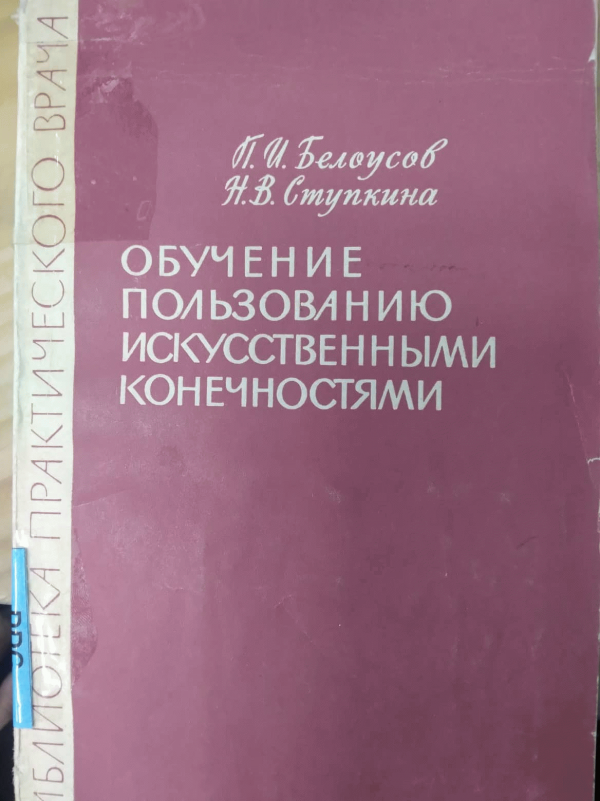 П. И. Белоусов
Н. В. Ступкина
ОБУЧЕНИЕ
ПОЛЬЗОВАНИЮ
ИСКУССТВЕННЫМИ
КОНЕЧНОСТЯМИ
БИБЛИОТЕКА ПРАКТИЧЕСКОГО ВРАЧА